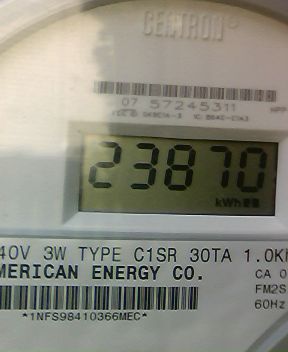 CENTRON®
07 57245311
23870
kWh
40V 3W TYPE C1SR 30TA 1.0K
MERICAN ENERGY CO.
CA 0
FM2S
60Hz
*1NFS98410366MEC*